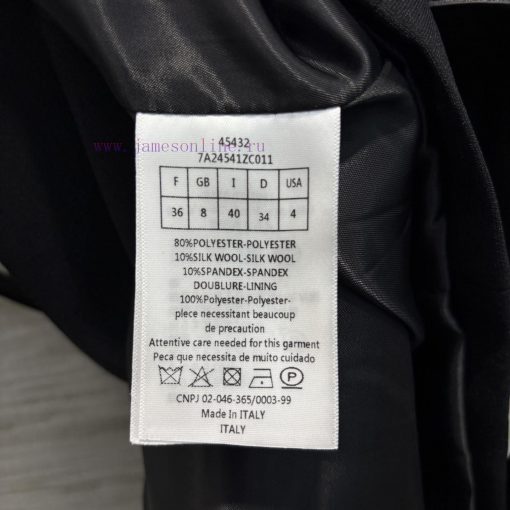 45432
www.jamesonline.ru
7A24541ZC011
F GB I D USA
36 8 40 34 4
80%POLYESTER-POLYESTER
10%SILK WOOL-SILK WOOL
10%SPANDEX-SPANDEX
DOUBLURE-LINING
100%Polyester-Polyester-
piece necessitant beaucoup
de precaution
Attentive care needed for this garment
Peca que necessita de muito cuidado
P
CNPJ 02-046-365/0003-99
Made In ITALY
ITALY